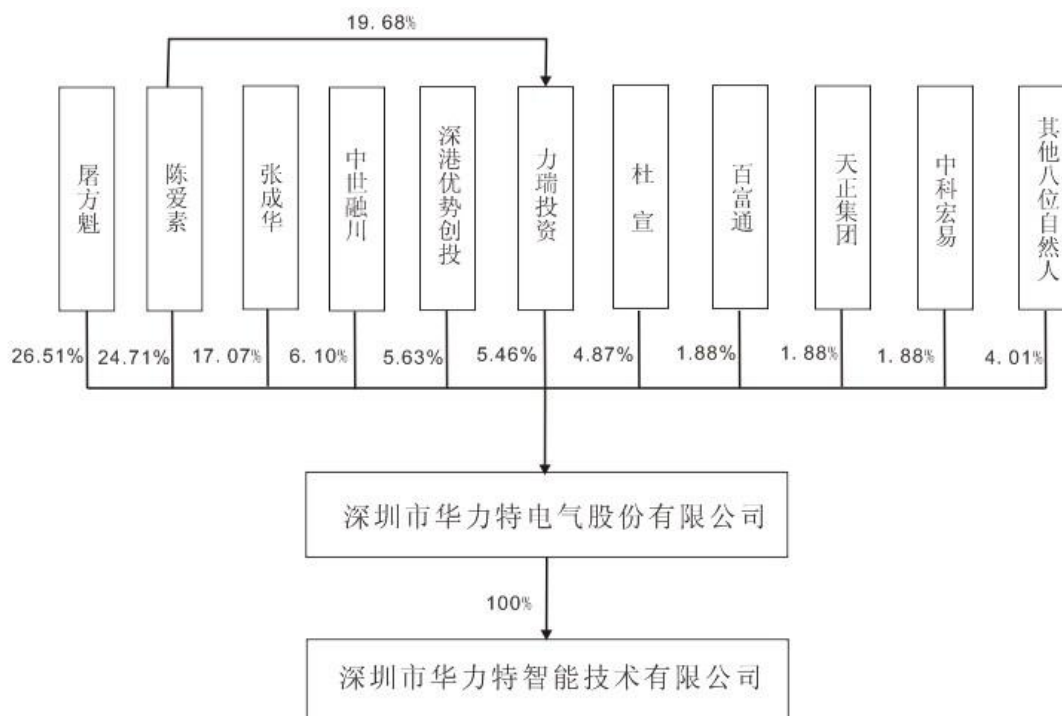 19.68%
屠方魁
陈爱素
张成华
中世融川
深港优势创投
力瑞投资
杜宣
百富通
天正集团
中科宏易
其他八位自然人
26.51%
24.71%
17.07%
6.10%
5.63%
5.46%
4.87%
1.88%
1.88%
1.88%
4.01%
深圳市华力特电气股份有限公司
100%
深圳市华力特智能技术有限公司